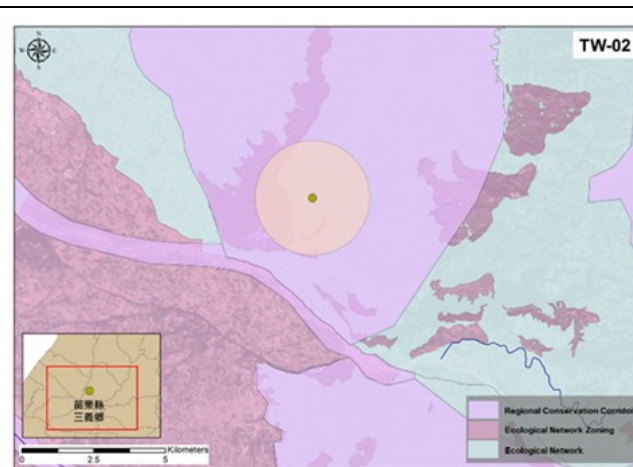 TW-02
N
W
E
S
苗栗縣
三義鄉
Kilometers
0 2.5 5
Regional Conservation Corridor
Ecological Network Zoning
Ecological Network